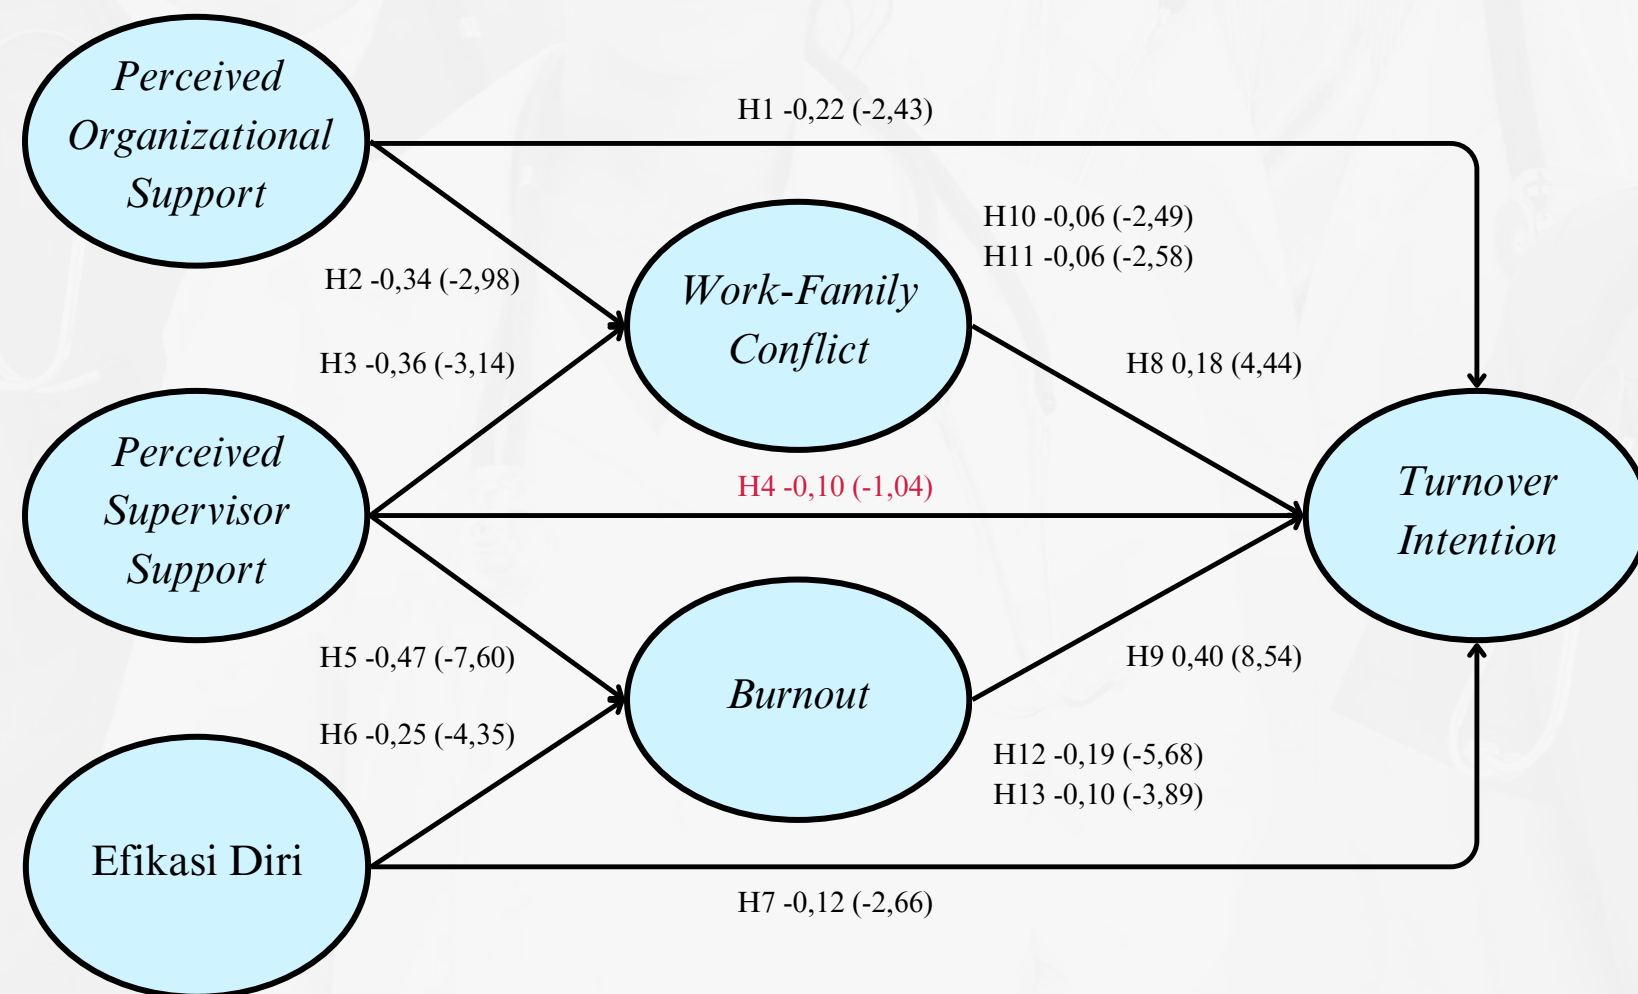 Perceived
Organizational
Support
H1 -0,22 (-2,43)
H10 -0,06 (-2,49)
H11 -0,06 (-2,58)
H2 -0,34 (-2,98)
Work-Family
Conflict
H3 -0,36 (-3,14)
H8 0,18 (4,44)
Perceived
Supervisor
Support
H4 -0,10 (-1,04)
Turnover
Intention
H5 -0,47 (-7,60)
H9 0,40 (8,54)
Burnout
H6 -0,25 (-4,35)
H12 -0,19 (-5,68)
H13 -0,10 (-3,89)
Efikasi Diri
H7 -0,12 (-2,66)